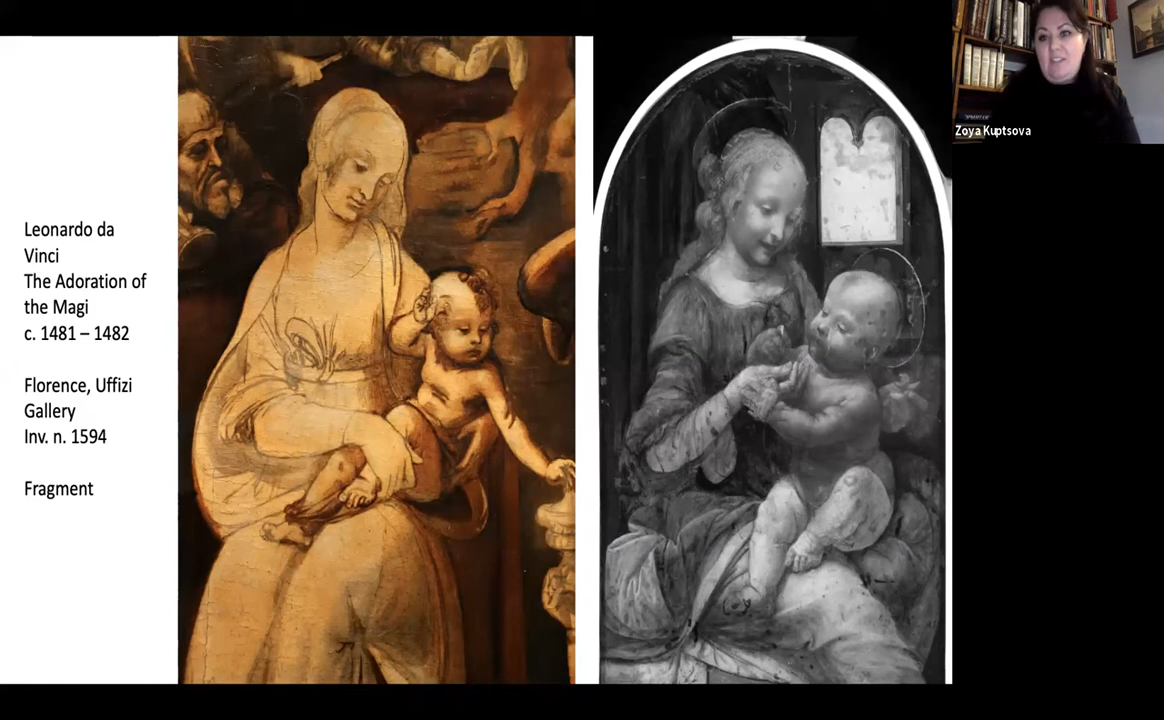 Leonardo da
Vinci
The Adoration of
the Magi
c. 1481 – 1482
Florence, Uffizi
Gallery
Inv. n. 1594
Fragment
Zoya Kuptsova